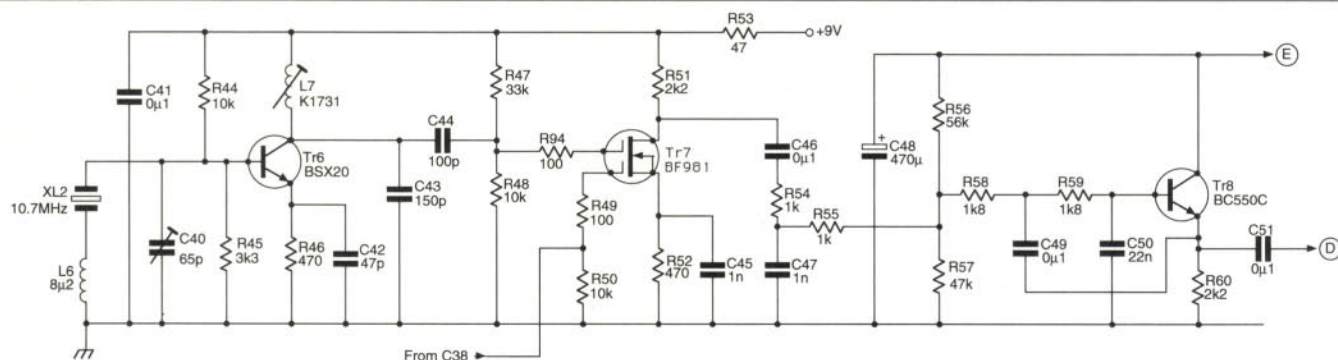 R53
47
+9V
E
C41
0µ1
R44
10k
L7
K1731
R47
33k
R51
2k2
R56
56k
C44
100p
R94
100
Tr7
BF981
C46
0µ1
C48
470µ
+
Tr6
BSX20
R58
1k8
R59
1k8
Tr8
BC550C
XL2
10.7MHz
C43
150p
R48
10k
R49
100
R54
1k
R55
1k
C51
0µ1
D
C40
65p
R45
3k3
R46
470
C42
47p
C49
0µ1
C50
22n
L6
8µ2
R50
10k
R52
470
C45
1n
C47
1n
R57
47k
R60
2k2
From C38